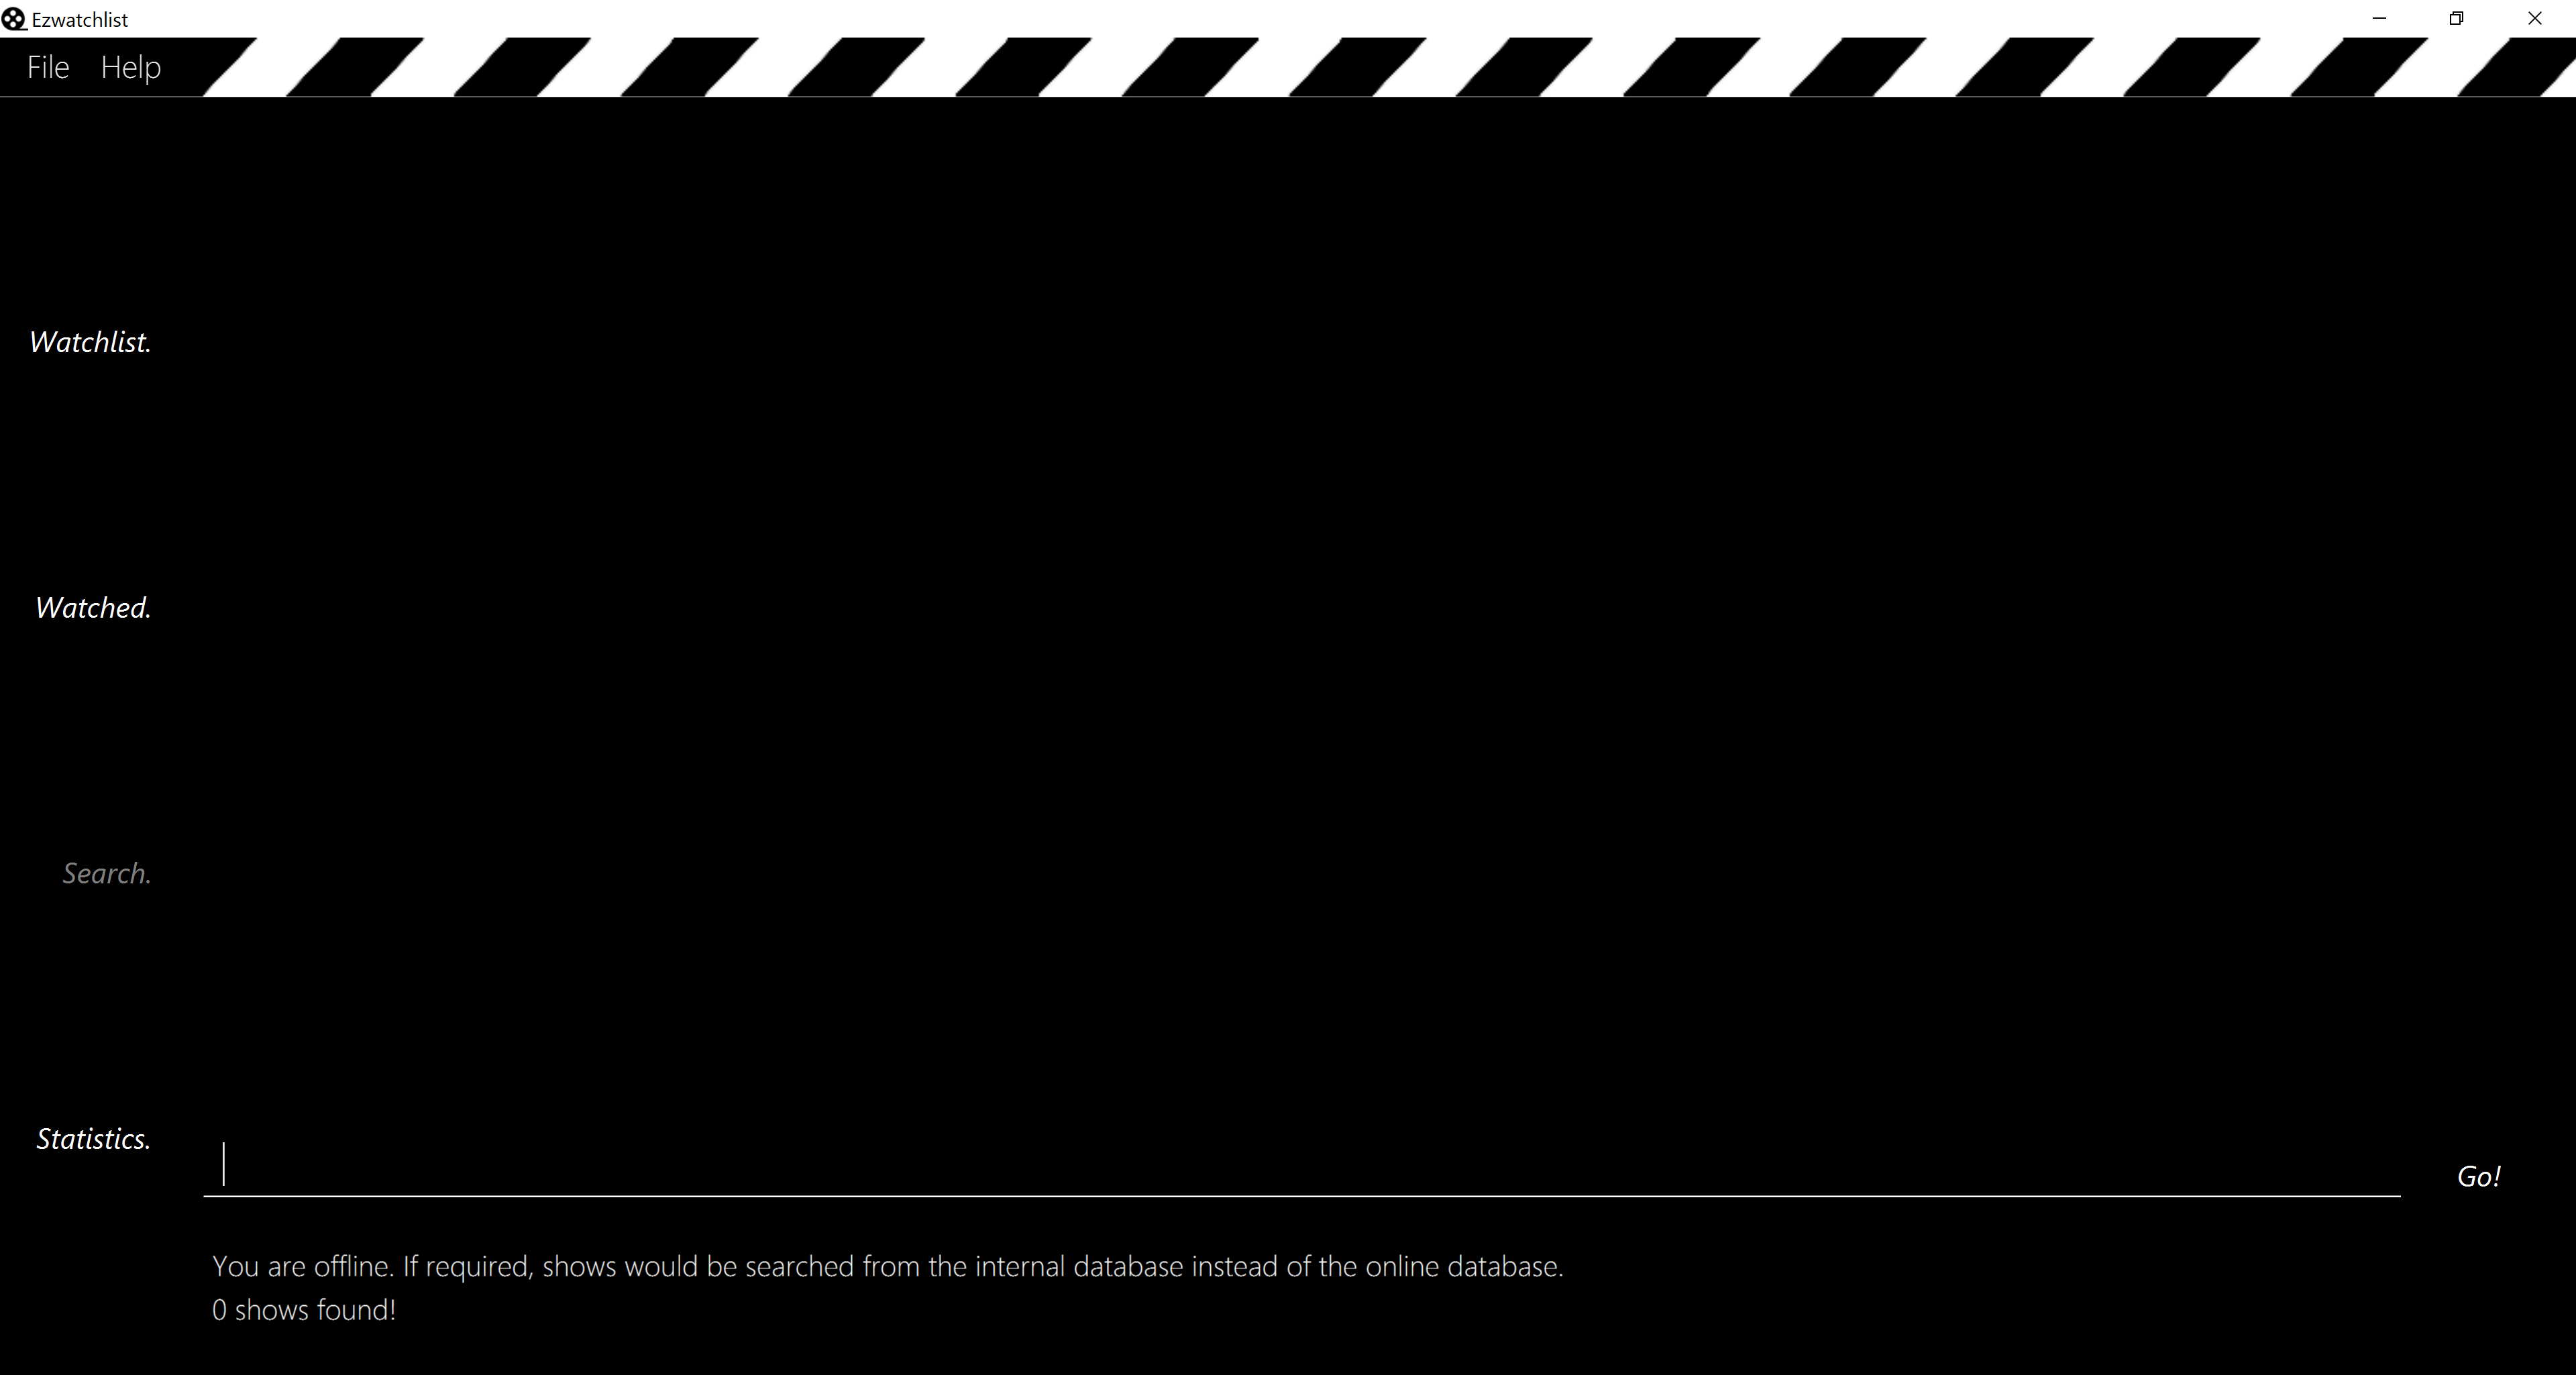 Ezwatchlist
File Help
Watchlist.
Watched.
Search.
Statistics.
Go!
You are offline. If required, shows would be searched from the internal database instead of the online database.
0 shows found!